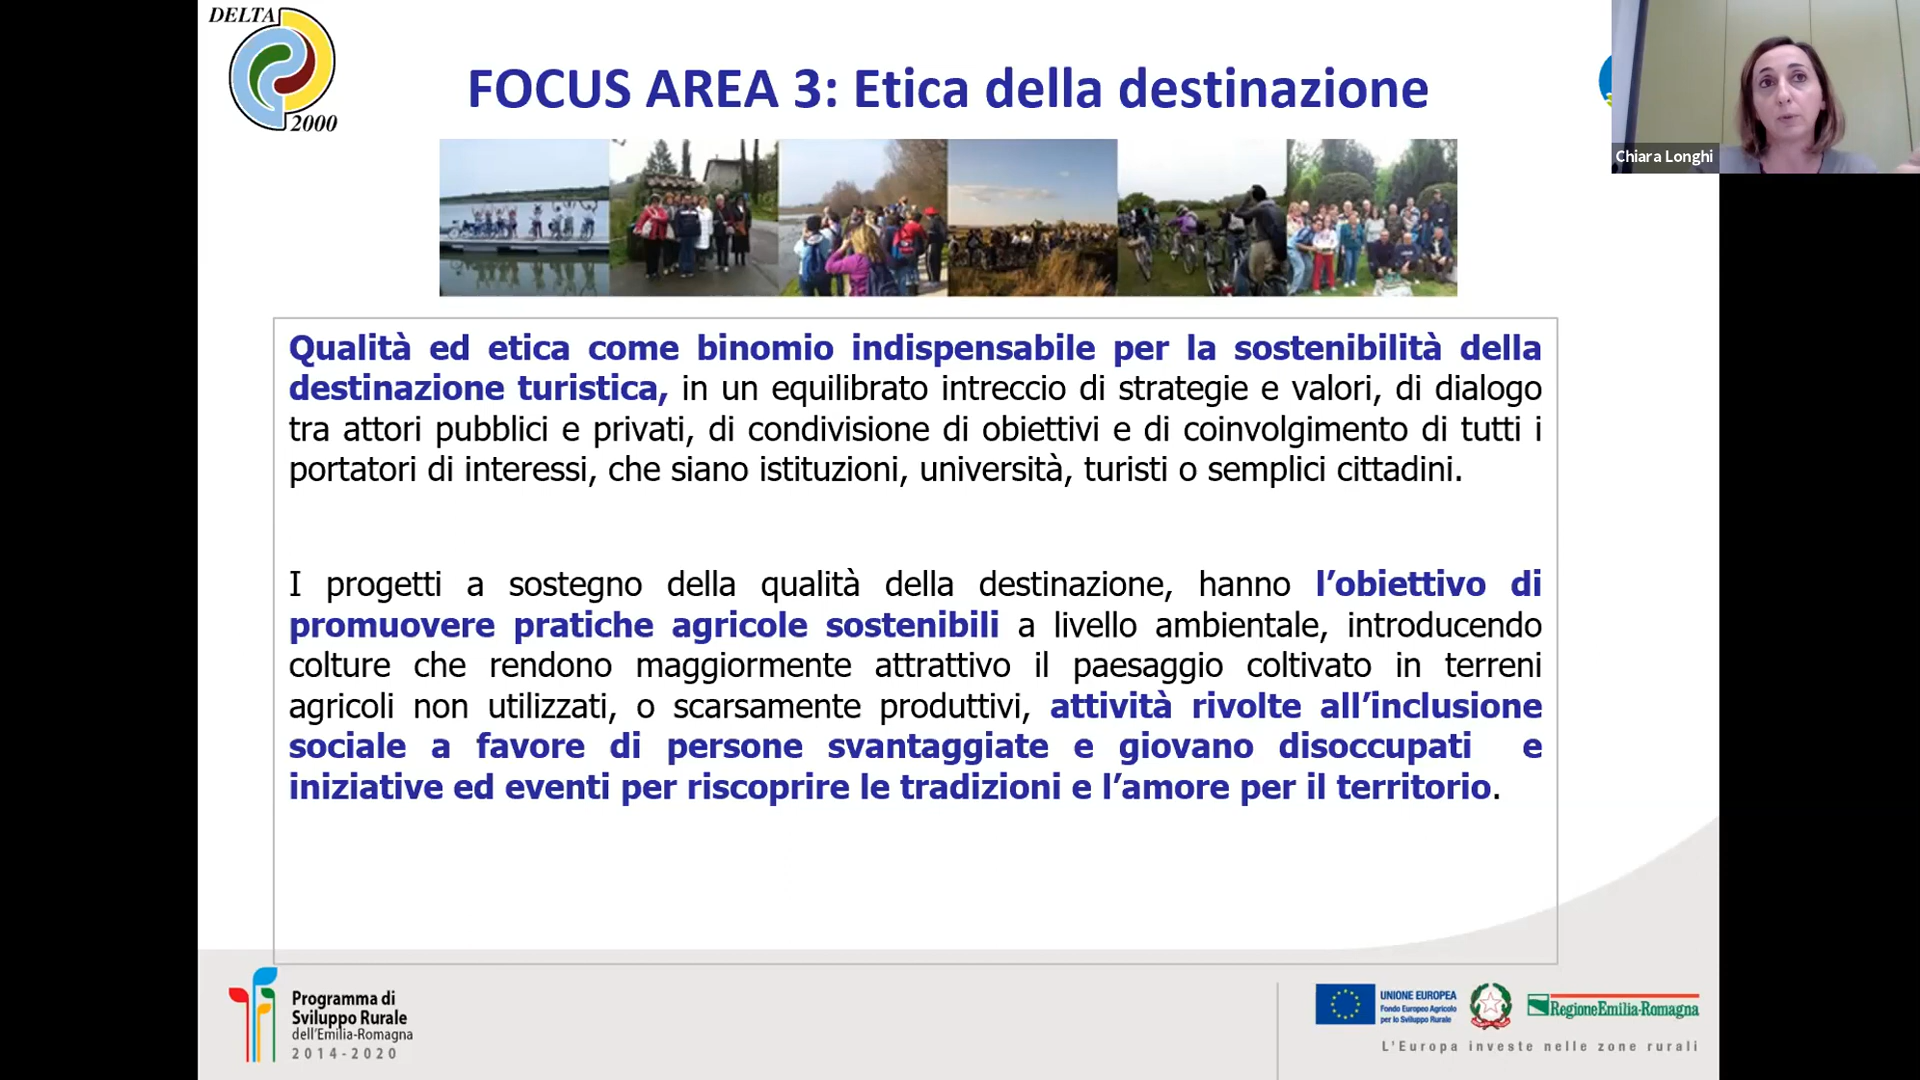 DELTA
2000
FOCUS AREA 3: Etica della destinazione
Chiara Longhi
Qualità ed etica come binomio indispensabile per la sostenibilità della
destinazione turistica, in un equilibrato intreccio di strategie e valori, di dialogo
tra attori pubblici e privati, di condivisione di obiettivi e di coinvolgimento di tutti i
portatori di interessi, che siano istituzioni, università, turisti o semplici cittadini.
I progetti a sostegno della qualità della destinazione, hanno l’obiettivo di
promuovere pratiche agricole sostenibili a livello ambientale, introducendo
colture che rendono maggiormente attrattivo il paesaggio coltivato in terreni
agricoli non utilizzati, o scarsamente produttivi, attività rivolte all’inclusione
sociale a favore di persone svantaggiate e giovano disoccupati e
iniziative ed eventi per riscoprire le tradizioni e l’amore per il territorio.
Programma di
Sviluppo Rurale
dell’Emilia-Romagna
2014-2020
UNIONE EUROPEA
Fondo Europeo Agricolo
per lo Sviluppo Rurale
RegioneEmilia-Romagna
L’Europa investe nelle zone rurali